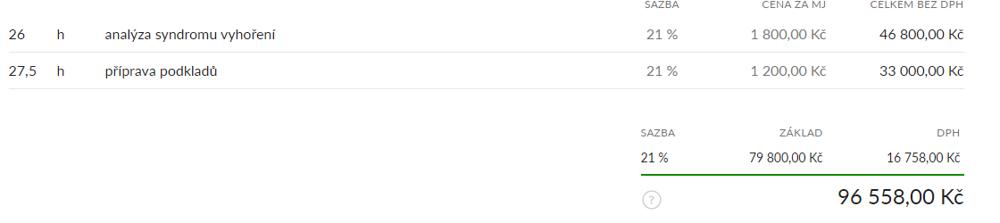 SAZBA CENA ZA MJ CELKEM BEZ DPH
26 h analýza syndromu vyhoření 21 % 1 800,00 Kč 46 800,00 Kč
27,5 h příprava podkladů 21 % 1 200,00 Kč 33 000,00 Kč
SAZBA ZÁKLAD DPH
21 % 79 800,00 Kč 16 758,00 Kč
? 96 558,00 Kč